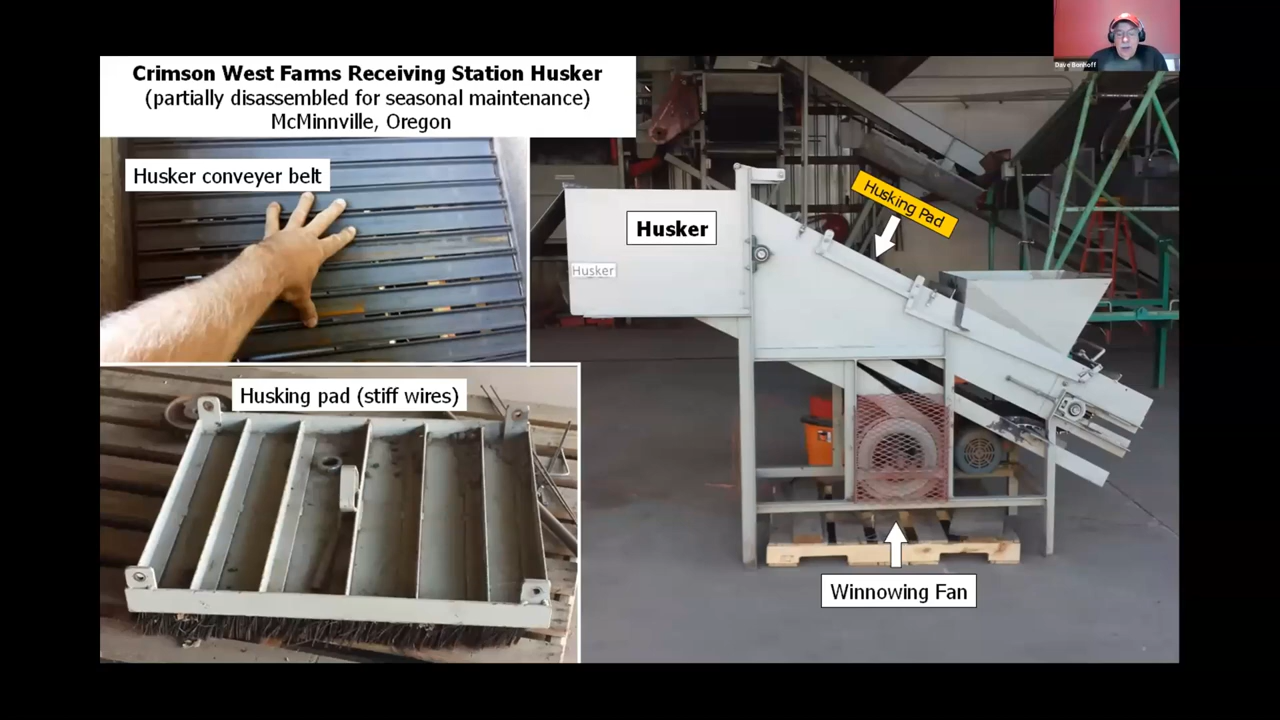 Crimson West Farms Receiving Station Husker
(partially disassembled for seasonal maintenance)
McMinnville, Oregon
Dave Bonhoff
Husker conveyer belt
Husking Pad
Husker
Husker
Husking pad (stiff wires)
Winnowing Fan